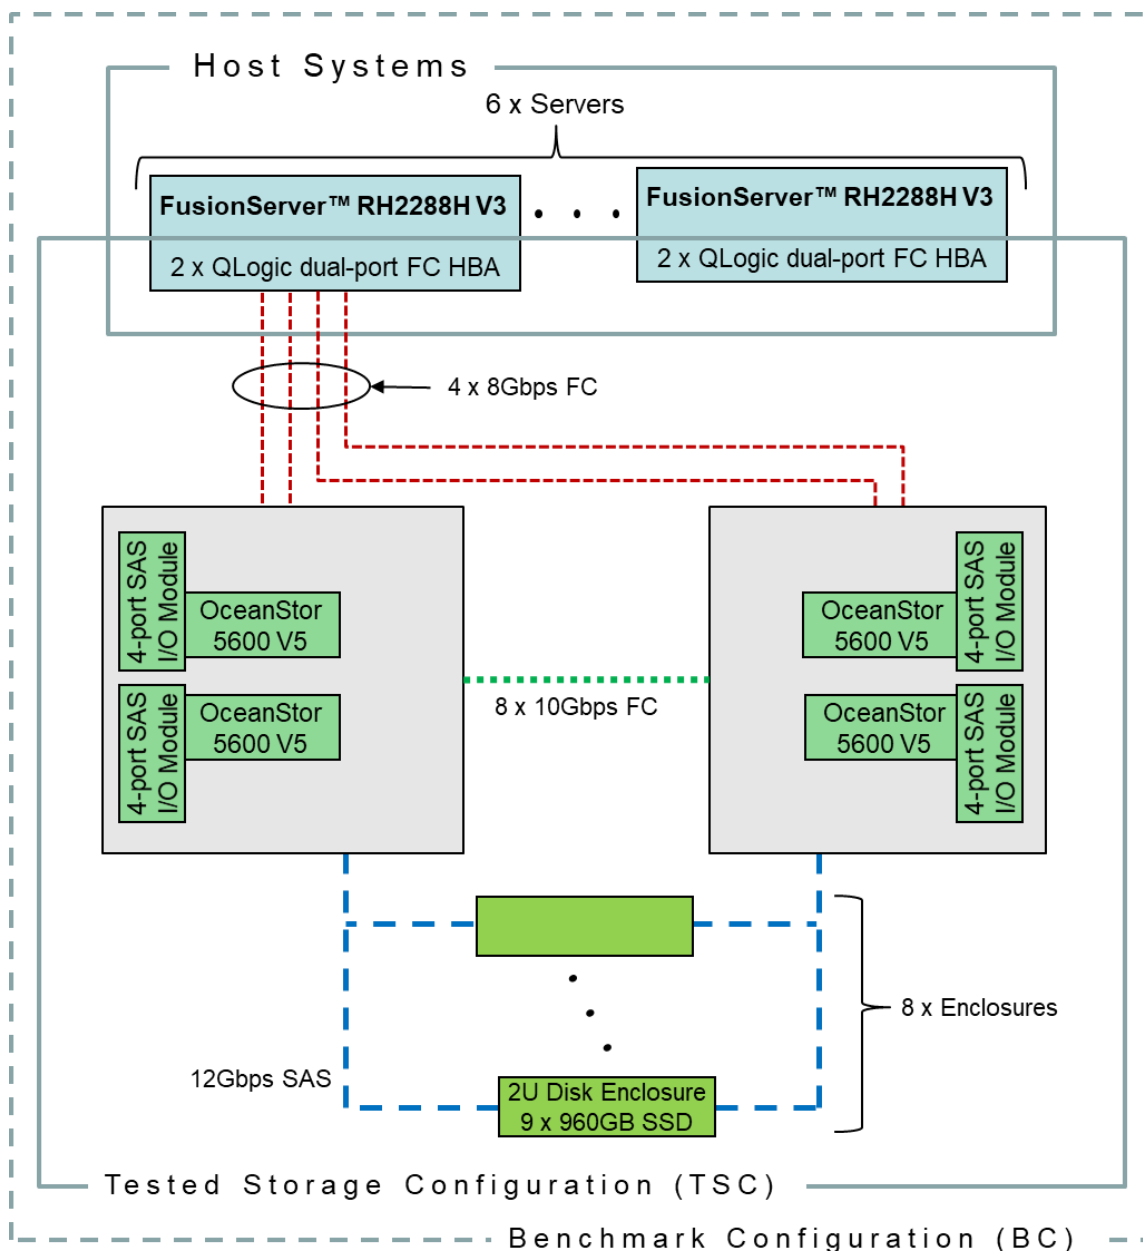 Host Systems
6 x Servers
FusionServer™ RH2288H V3
2 x QLogic dual-port FC HBA
FusionServer™ RH2288H V3
2 x QLogic dual-port FC HBA
4 x 8Gbps FC
4-port SAS
I/O Module
OceanStor
5600 V5
4-port SAS
I/O Module
OceanStor
5600 V5
8 x 10Gbps FC
OceanStor
5600 V5
4-port SAS
I/O Module
OceanStor
5600 V5
4-port SAS
I/O Module
8 x Enclosures
12Gbps SAS
2U Disk Enclosure
9 x 960GB SSD
Tested Storage Configuration (TSC)
Benchmark Configuration (BC)